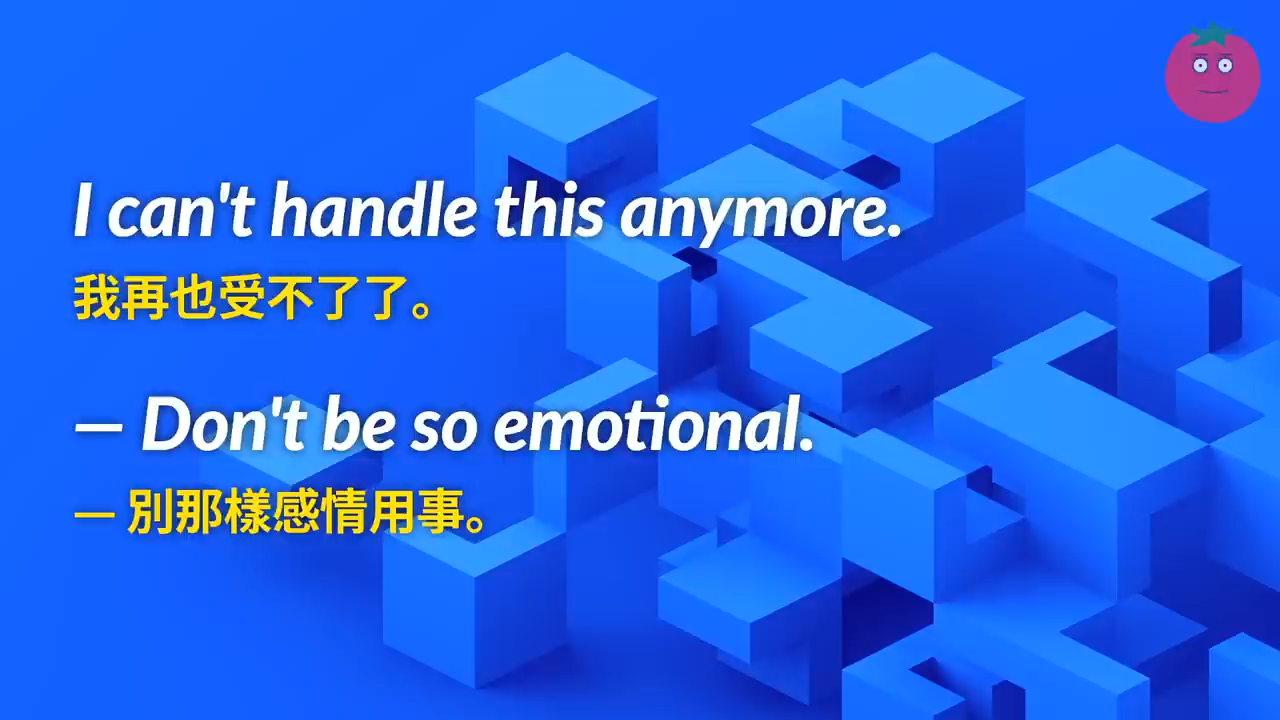 I can't handle this anymore.
我再也受不了了。
— Don't be so emotional.
— 別那樣感情用事。